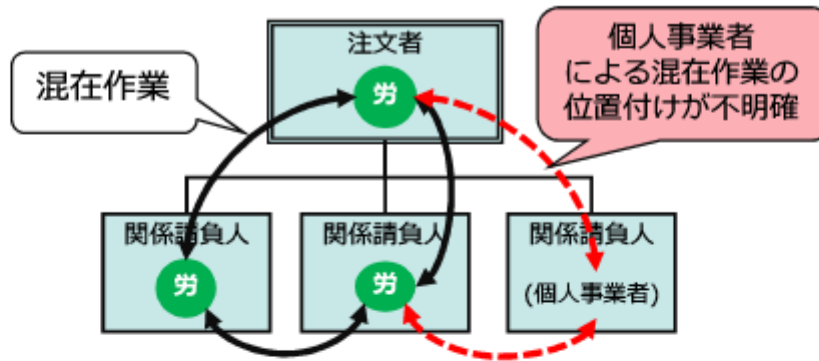 注文者
労
混在作業
個人事業者
による混在作業の
位置付けが不明確
関係請負人
労
関係請負人
労
関係請負人
(個人事業者)